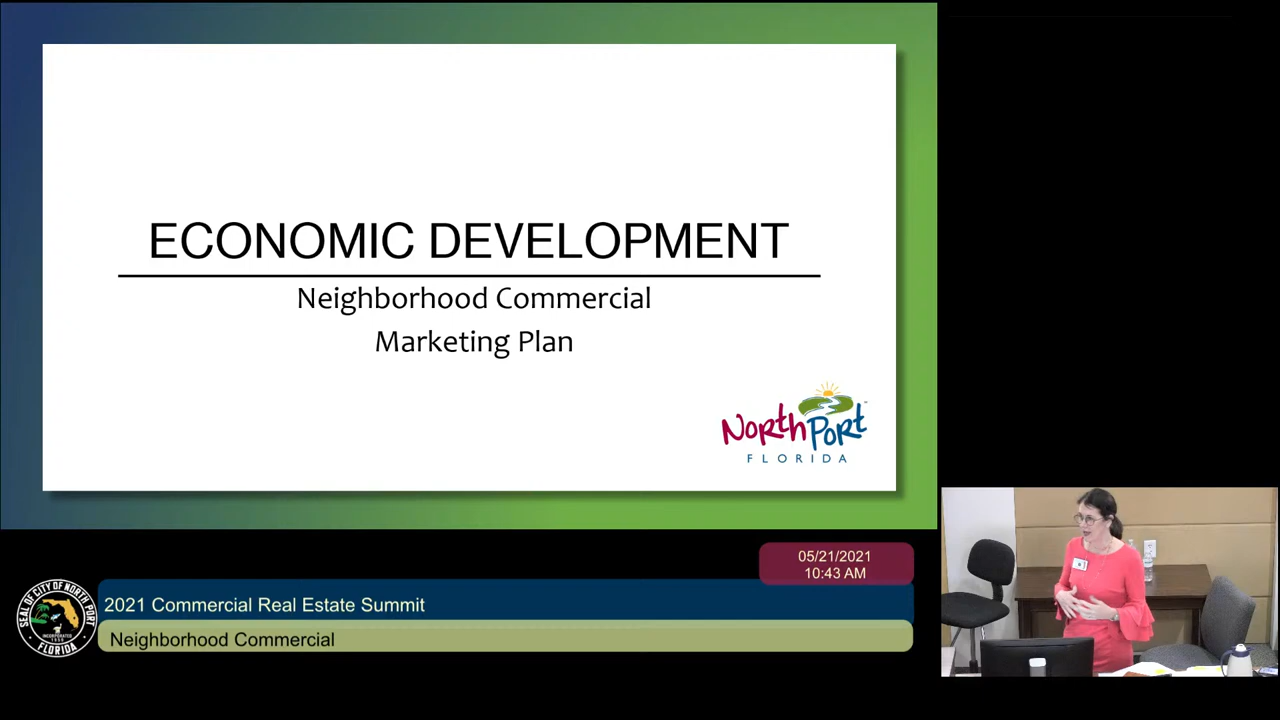 ECONOMIC DEVELOPMENT
Neighborhood Commercial
Marketing Plan
North Port
FLORIDA
05/21/2021
10:43 AM
SEAL OF CITY OF NORTH PORT
INCORPORATED
FLORIDA
2021 Commercial Real Estate Summit
Neighborhood Commercial